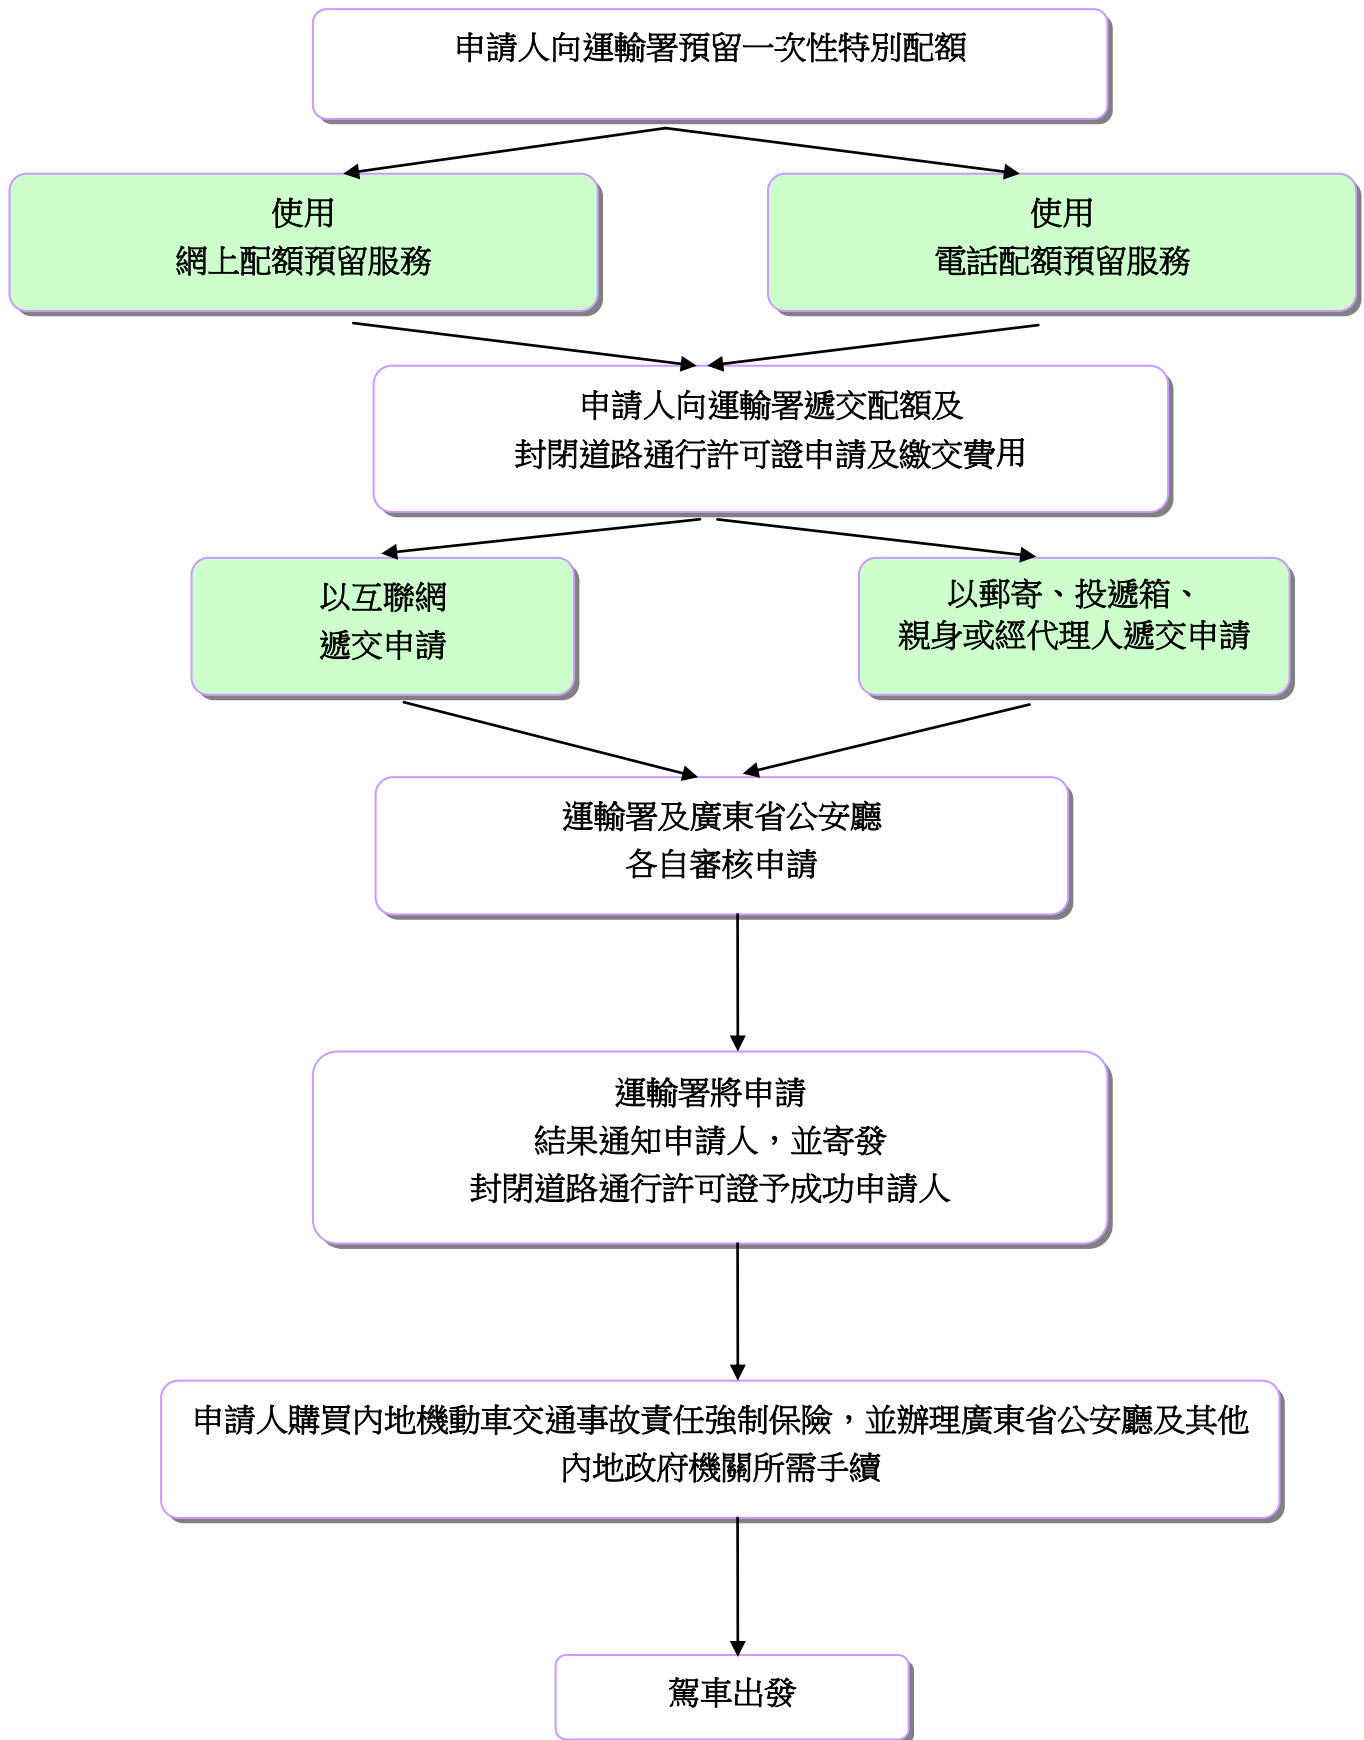 申請人向運輸署預留一次性特別配額
使用
網上配額預留服務
使用
電話配額預留服務
申請人向運輸署遞交配額及
封閉道路通行許可證申請及繳交費用
以互聯網
遞交申請
以郵寄、投遞箱、
親身或經代理人遞交申請
運輸署及廣東省公安廳
各自審核申請
運輸署將申請
結果通知申請人，並寄發
封閉道路通行許可證予成功申請人
申請人購買內地機動車交通事故責任強制保險，並辦理廣東省公安廳及其他
內地政府機關所需手續
駕車出發